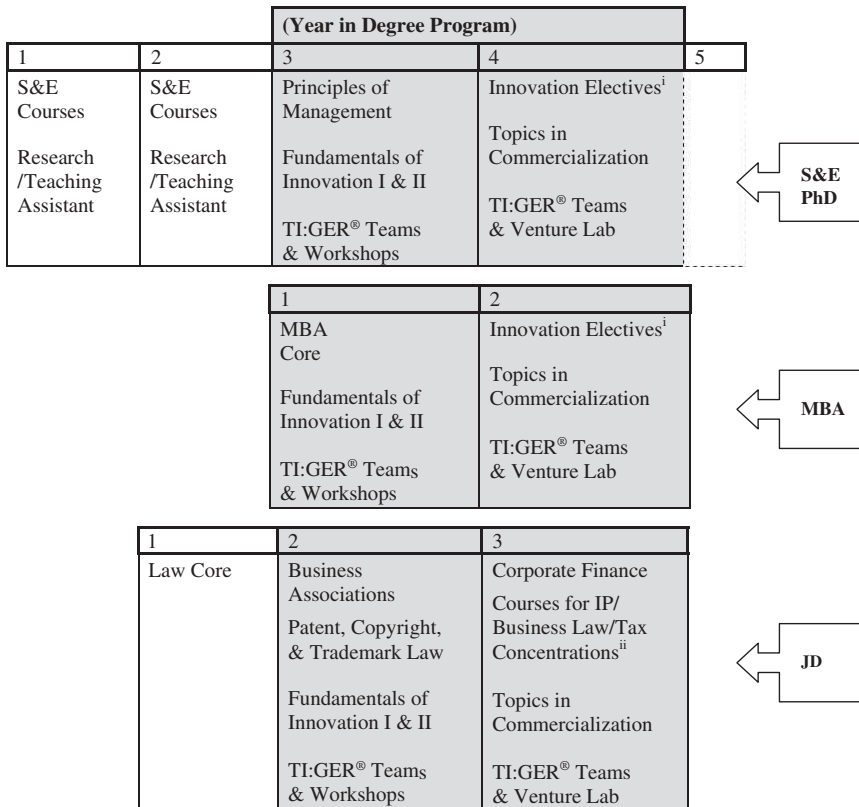 (Year in Degree Program)
1 2 3 4 5
S&E
Courses
Research
/Teaching
Assistant
S&E
Courses
Research
/Teaching
Assistant
Principles of
Management
Fundamentals of
Innovation I & II
TI:GER® Teams
& Workshops
Innovation Electivesⁱ
Topics in
Commercialization
TI:GER® Teams
& Venture Lab
S&E
PhD
1 2
MBA
Core
Fundamentals of
Innovation I & II
TI:GER® Teams
& Workshops
Innovation Electivesⁱ
Topics in
Commercialization
TI:GER® Teams
& Venture Lab
MBA
1 2 3
Law Core
Business
Associations
Patent, Copyright,
& Trademark Law
Fundamentals of
Innovation I & II
TI:GER® Teams
& Workshops
Corporate Finance
Courses for IP/
Business Law/Tax
Concentrationsⁱⁱ
Topics in
Commercialization
TI:GER® Teams
& Venture Lab
JD